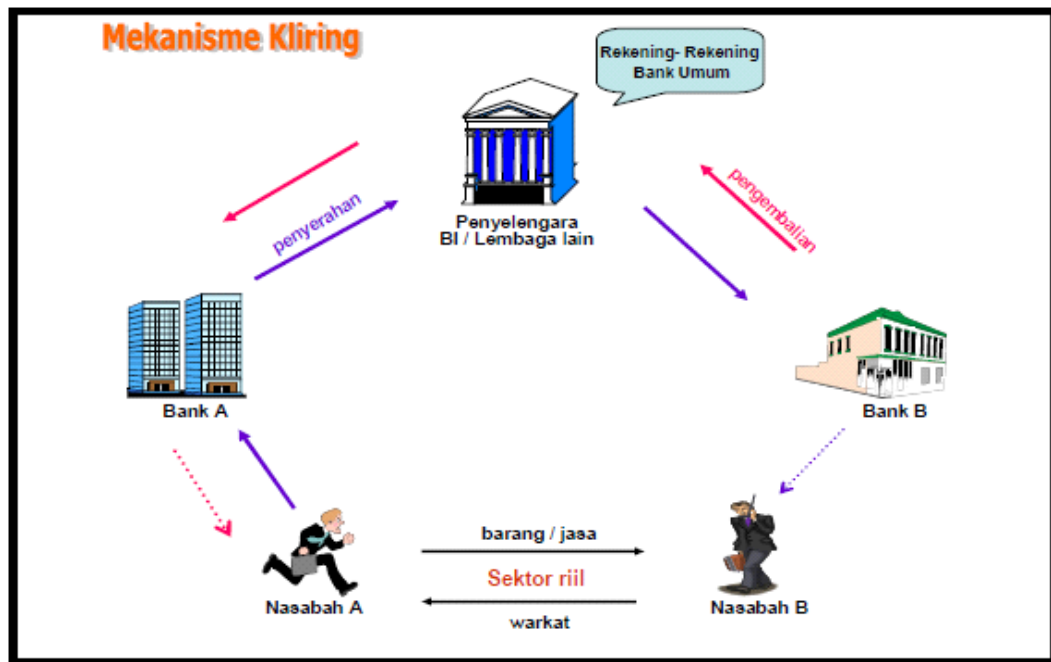 Mekanisme Kliring
Rekening- Rekening
Bank Umum
penyerahan
pengembalian
Penyelengara
BI / Lembaga lain
Bank A
Bank B
barang / jasa
Sektor riil
Nasabah A
Nasabah B
warkat